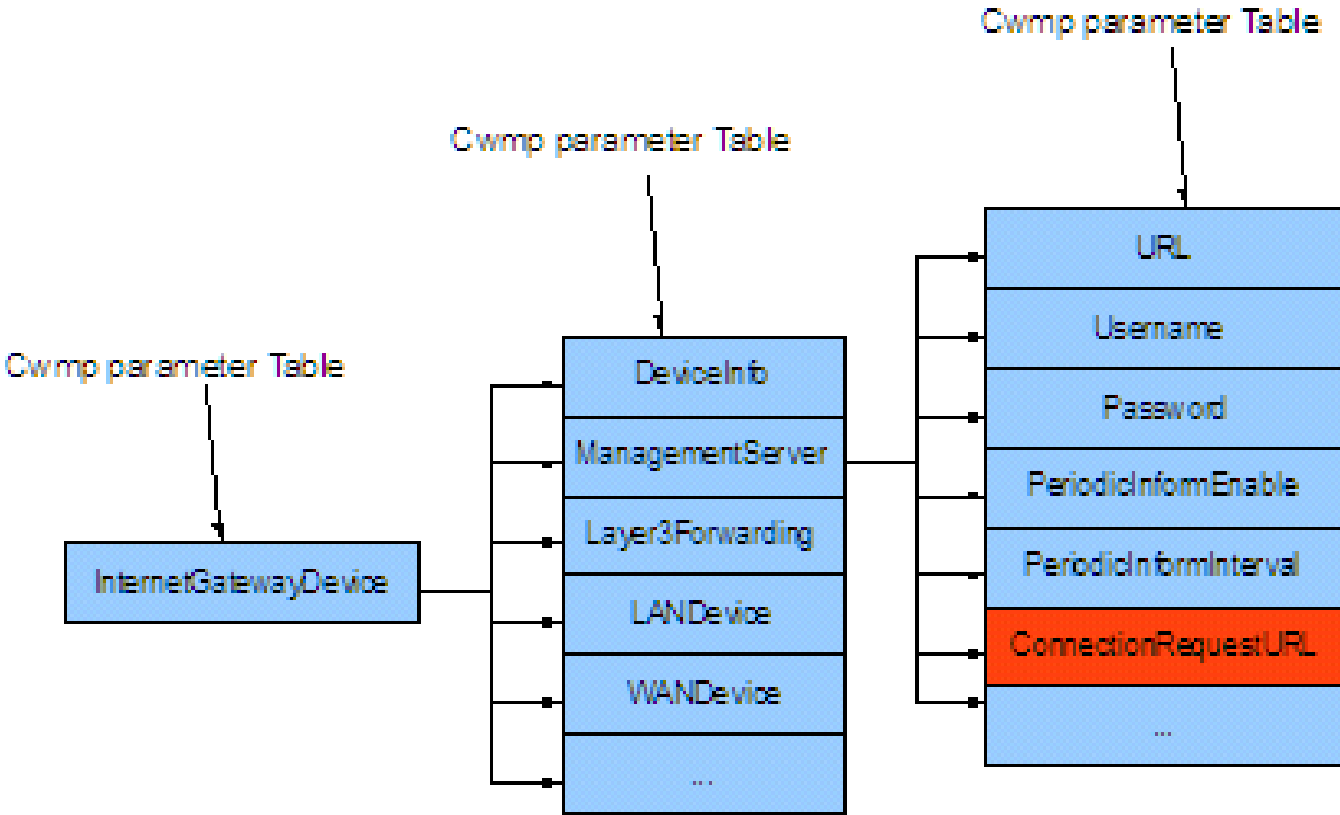 Cwmp parameter Table
Cwmp parameter Table
Cwmp parameter Table
InternetGatewayDevice
DeviceInfo
ManagementServer
Layer3Forwarding
LANDevice
WANDevice
...
URL
Username
Password
PeriodicInformEnable
PeriodicInformInterval
ConnectionRequestURL
...